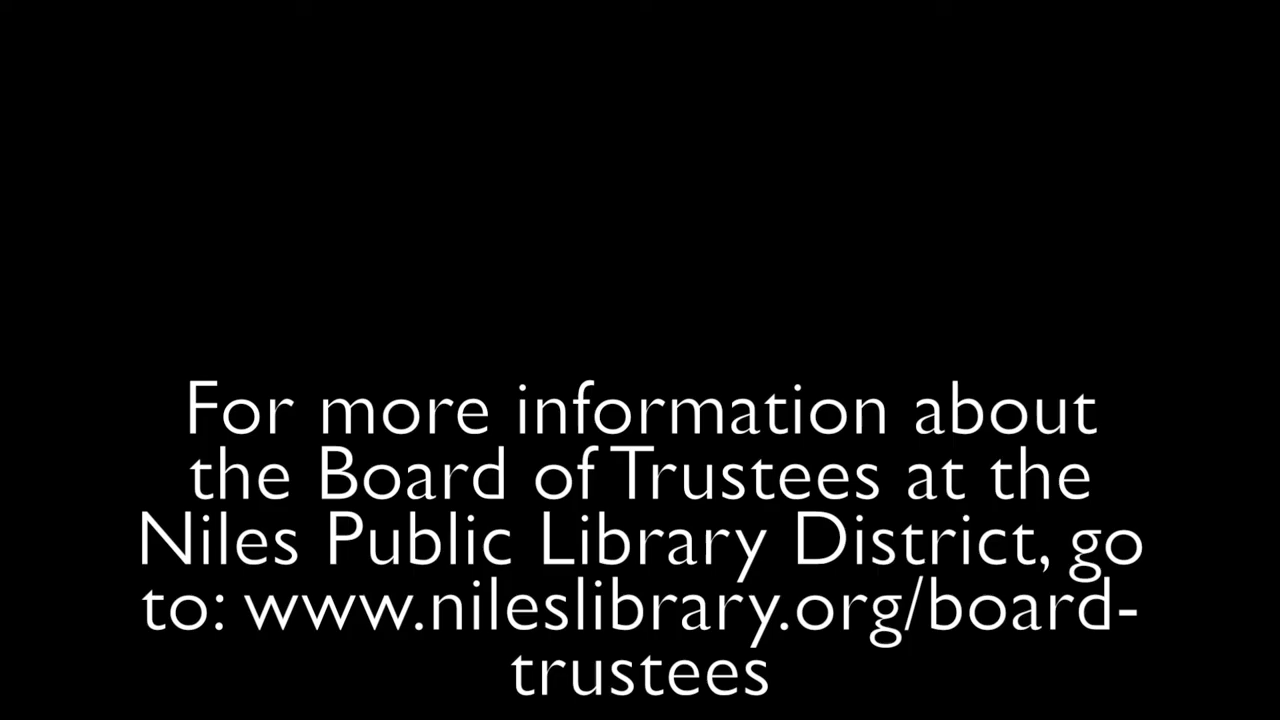 For more information about
the Board of Trustees at the
Niles Public Library District, go
to: www.nileslibrary.org/board-
trustees